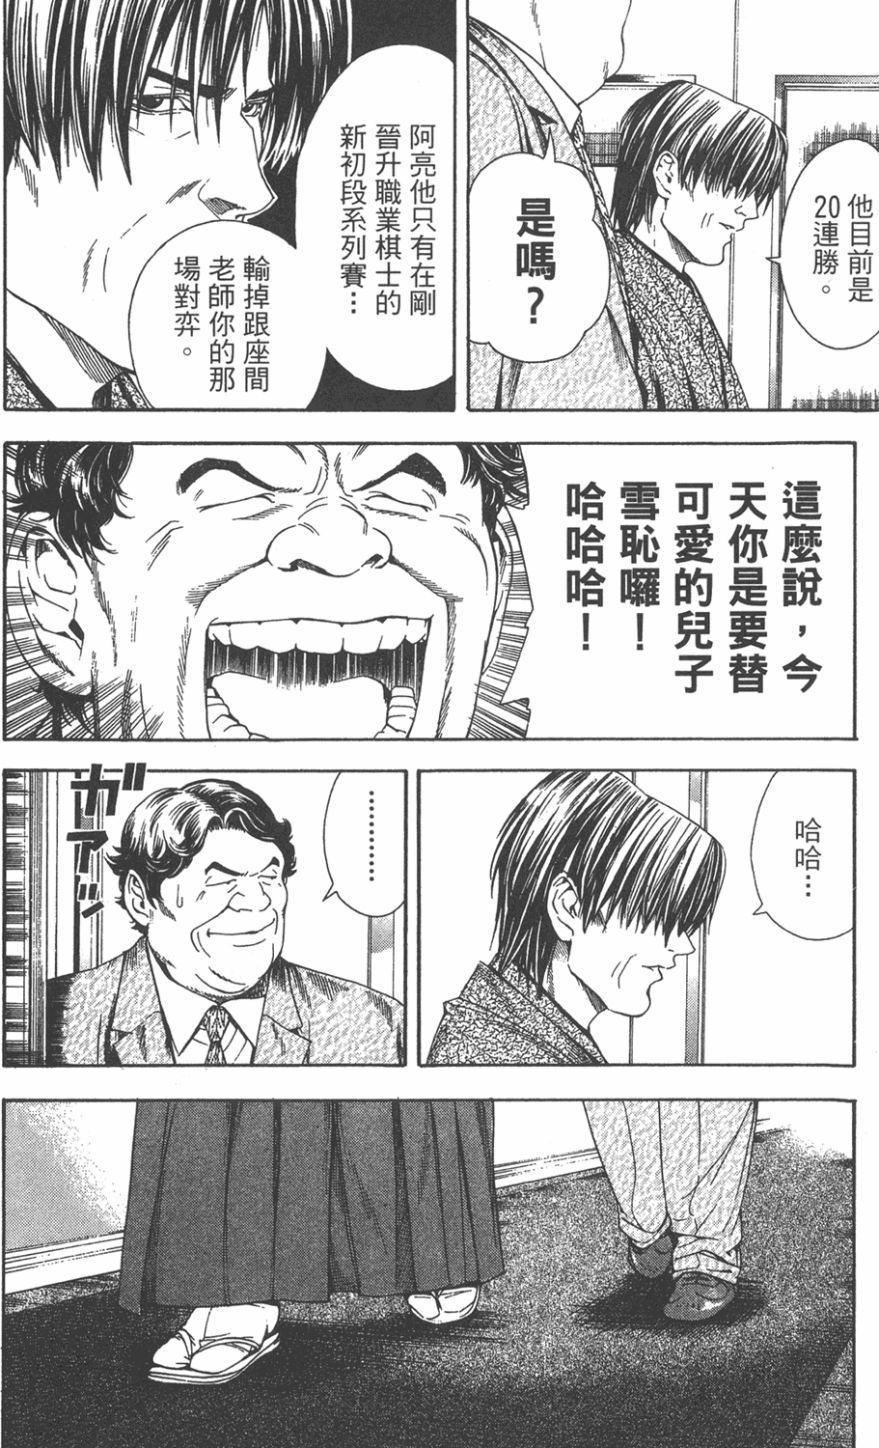 他目前是
20連勝。
是嗎？
阿亮他只有在剛
晉升職業棋士的
新初段系列賽…
輸掉跟座間
老師你的那
場對弈。
這麼說，今
天你是要替
可愛的兒子
雪恥囉！
哈哈哈！
哈
哈…
………
ガァッ